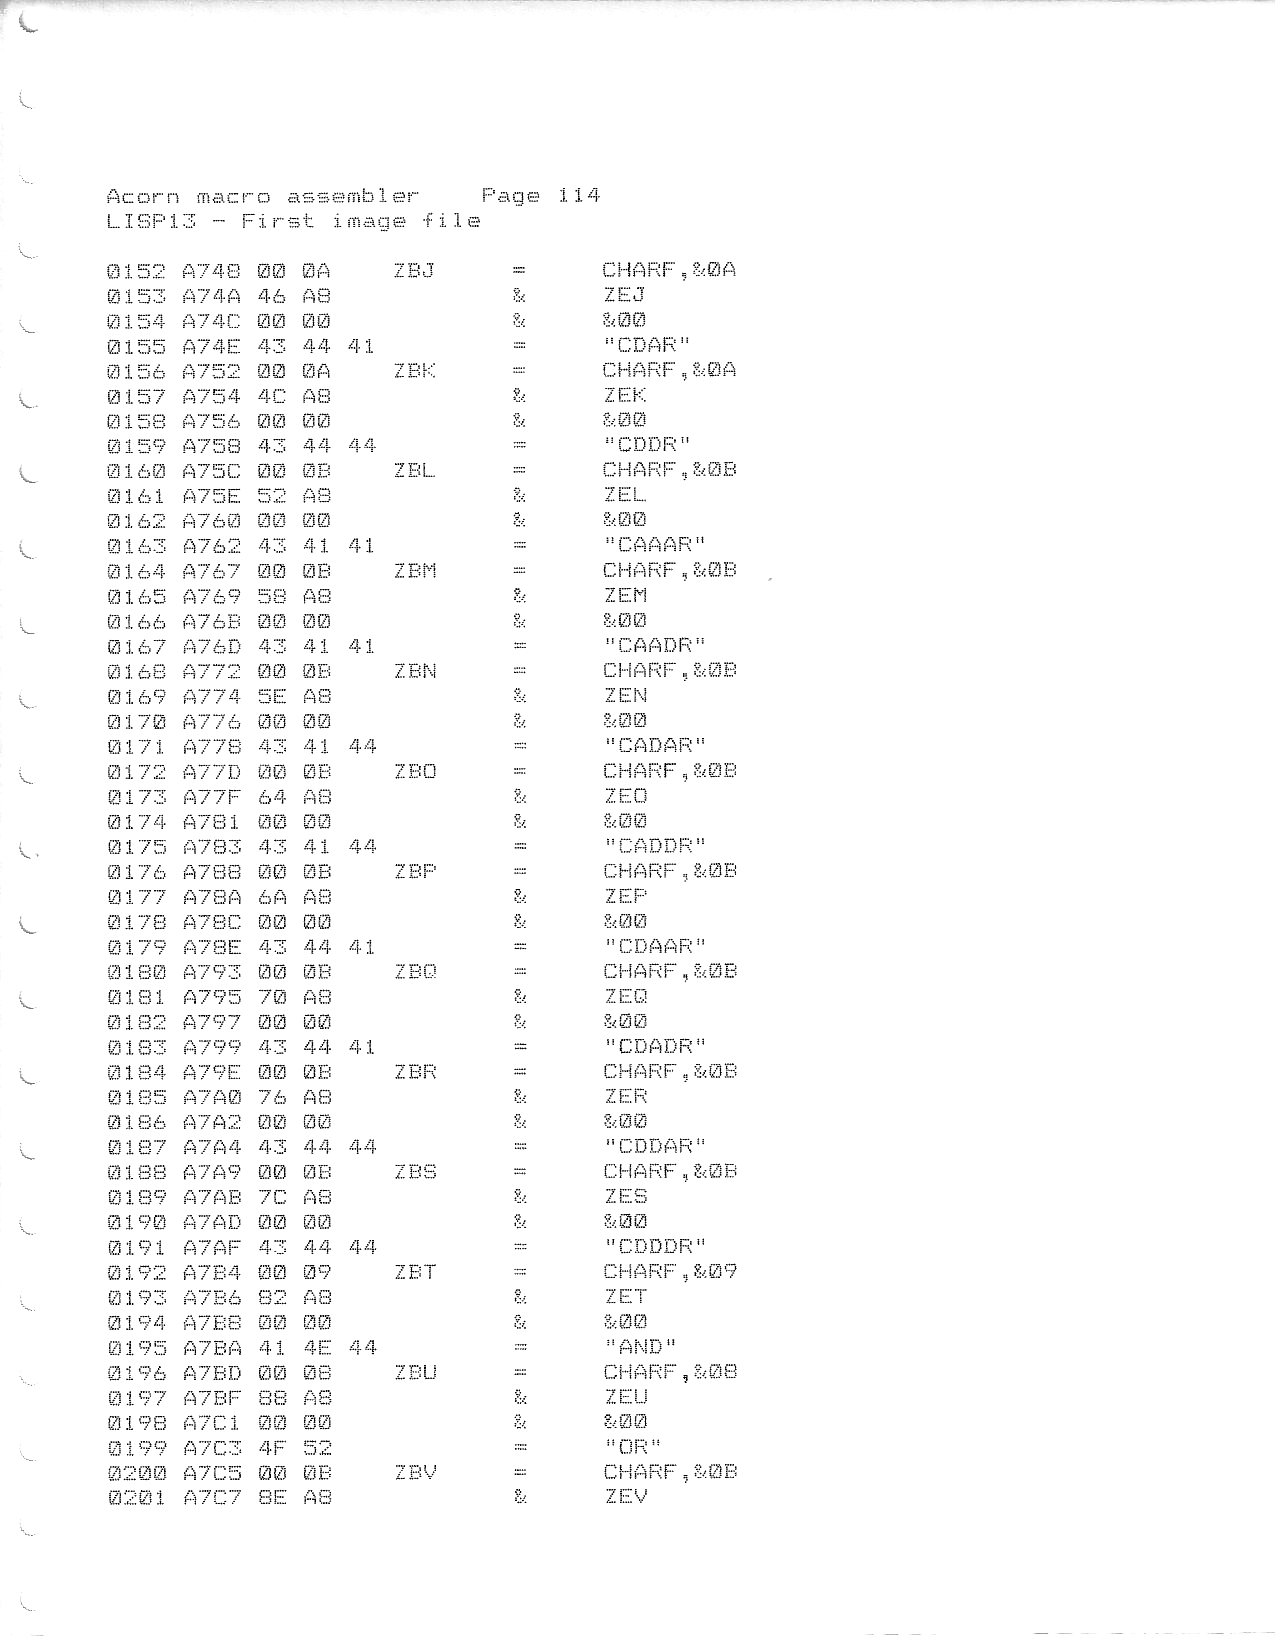 Acorn macro assembler    Page 114
LISP13 - First image file
0152 A748 00 0A    ZBJ    =    CHARF,&0A
0153 A74A 46 A8    &    ZEJ
0154 A74C 00 00    &    &00
0155 A74E 43 44 41    =    "CDAR"
0156 A752 00 0A    ZBK    =    CHARF,&0A
0157 A754 4C A8    &    ZEK
0158 A756 00 00    &    &00
0159 A758 43 44 44    =    "CDDR"
0160 A75C 00 0B    ZBL    =    CHARF,&0B
0161 A75E 52 A8    &    ZEL
0162 A760 00 00    &    &00
0163 A762 43 41 41    =    "CAAAR"
0164 A767 00 0B    ZBM    =    CHARF,&0B
0165 A769 58 A8    &    ZEM
0166 A76B 00 00    &    &00
0167 A76D 43 41 41    =    "CAADR"
0168 A772 00 0B    ZBN    =    CHARF,&0B
0169 A774 5E A8    &    ZEN
0170 A776 00 00    &    &00
0171 A778 43 41 44    =    "CADAR"
0172 A77D 00 0B    ZBO    =    CHARF,&0B
0173 A77F 64 A8    &    ZEO
0174 A781 00 00    &    &00
0175 A783 43 41 44    =    "CADDR"
0176 A788 00 0B    ZBP    =    CHARF,&0B
0177 A78A 6A A8    &    ZEP
0178 A78C 00 00    &    &00
0179 A78E 43 44 41    =    "CDAAR"
0180 A793 00 0B    ZBQ    =    CHARF,&0B
0181 A795 70 A8    &    ZEQ
0182 A797 00 00    &    &00
0183 A799 43 44 41    =    "CDADR"
0184 A79E 00 0B    ZBR    =    CHARF,&0B
0185 A7A0 76 A8    &    ZER
0186 A7A2 00 00    &    &00
0187 A7A4 43 44 44    =    "CDDAR"
0188 A7A9 00 0B    ZBS    =    CHARF,&0B
0189 A7AB 7C A8    &    ZES
0190 A7AD 00 00    &    &00
0191 A7AF 43 44 44    =    "CDDDR"
0192 A7B4 00 09    ZBT    =    CHARF,&09
0193 A7B6 82 A8    &    ZET
0194 A7B8 00 00    &    &00
0195 A7BA 41 4E 44    =    "AND"
0196 A7BD 00 08    ZBU    =    CHARF,&08
0197 A7BF 88 A8    &    ZEU
0198 A7C1 00 00    &    &00
0199 A7C3 4F 52    =    "OR"
0200 A7C5 00 0B    ZBV    =    CHARF,&0B
0201 A7C7 8E A8    &    ZEV